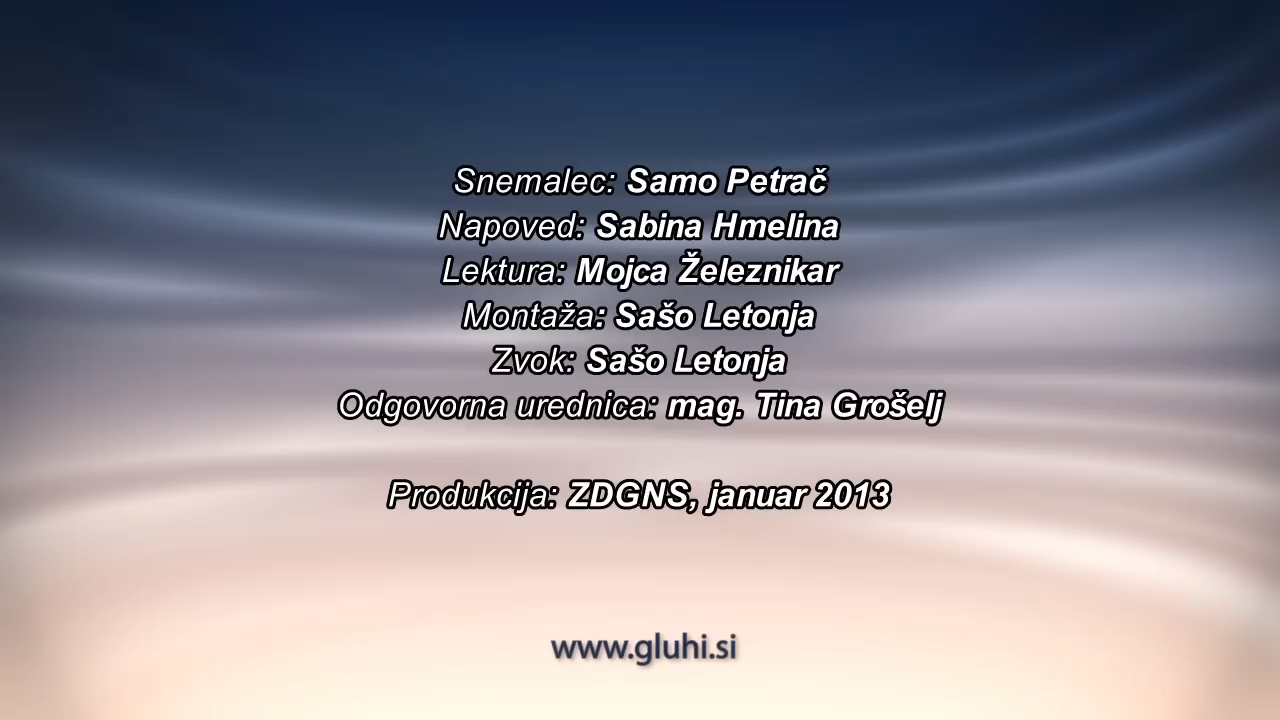 Snemalec: Samo Petrač
Napoved: Sabina Hmelina
Lektura: Mojca Železnikar
Montaža: Sašo Letonja
Zvok: Sašo Letonja
Odgovorna urednica: mag. Tina Grošelj
Produkcija: ZDGNS, januar 2013
www.gluhi.si